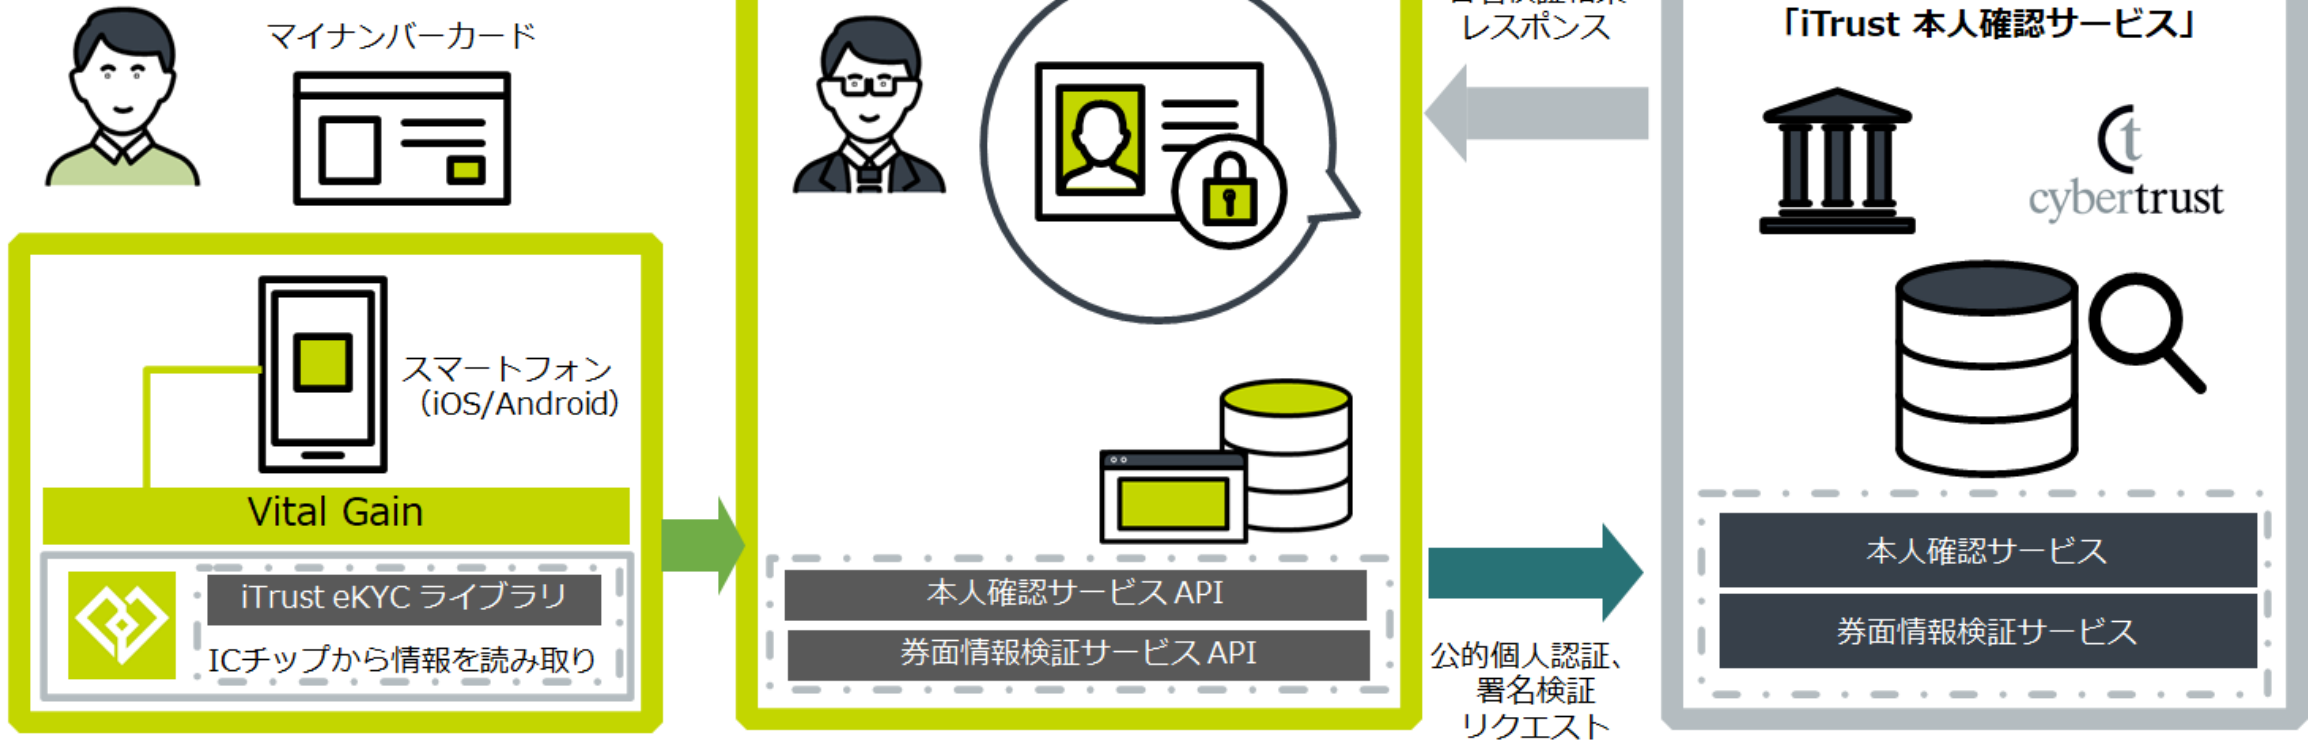 マイナンバーカード
スマートフォン
(iOS/Android)
Vital Gain
iTrust eKYC ライブラリ
ICチップから情報を読み取り
本人確認サービス API
券面情報検証サービス API
レスポンス
公的個人認証、
署名検証
リクエスト
「iTrust 本人確認サービス」
cybertrust
本人確認サービス
券面情報検証サービス